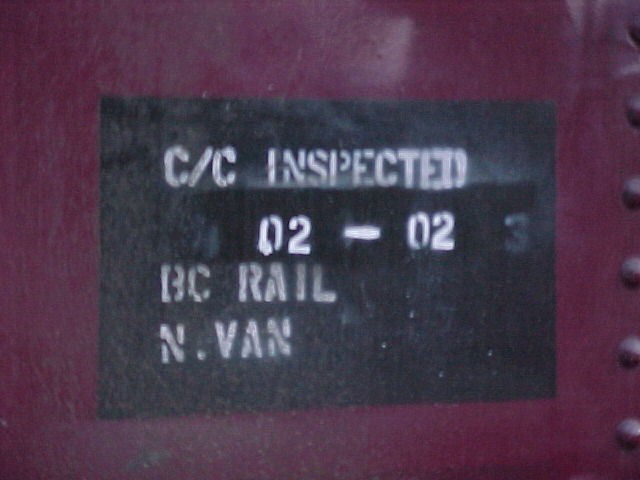 C/C INSPECTED
02 - 02
BC RAIL
N.VAN